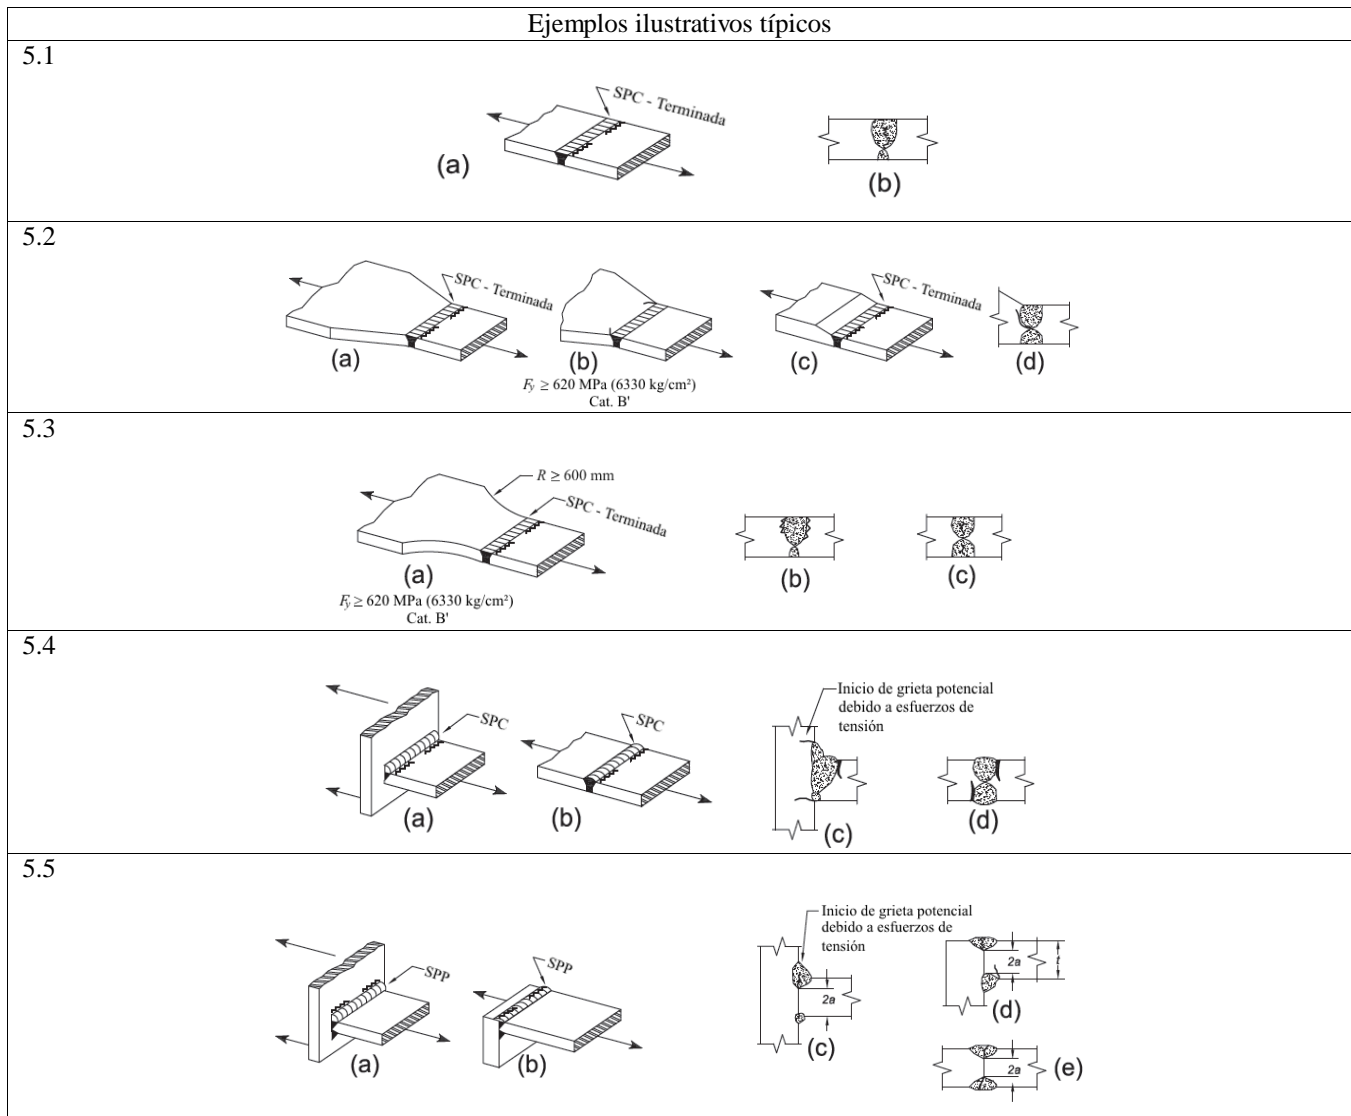 Ejemplos ilustrativos típicos
5.1
SPC - Terminada
(a)
(b)
5.2
SPC - Terminada
(a)
(b)
Fy ≥ 620 MPa (6330 kg/cm²)
Cat. B'
SPC - Terminada
(c)
(d)
5.3
R ≥ 600 mm
SPC - Terminada
(a)
Fy ≥ 620 MPa (6330 kg/cm²)
Cat. B'
(b)
(c)
5.4
SPC
(a)
SPC
(b)
Inicio de grieta potencial
debido a esfuerzos de
tensión
(c)
(d)
5.5
SPP
(a)
SPP
(b)
Inicio de grieta potencial
debido a esfuerzos de
tensión
2a
(c)
2a
t
(d)
2a
(e)